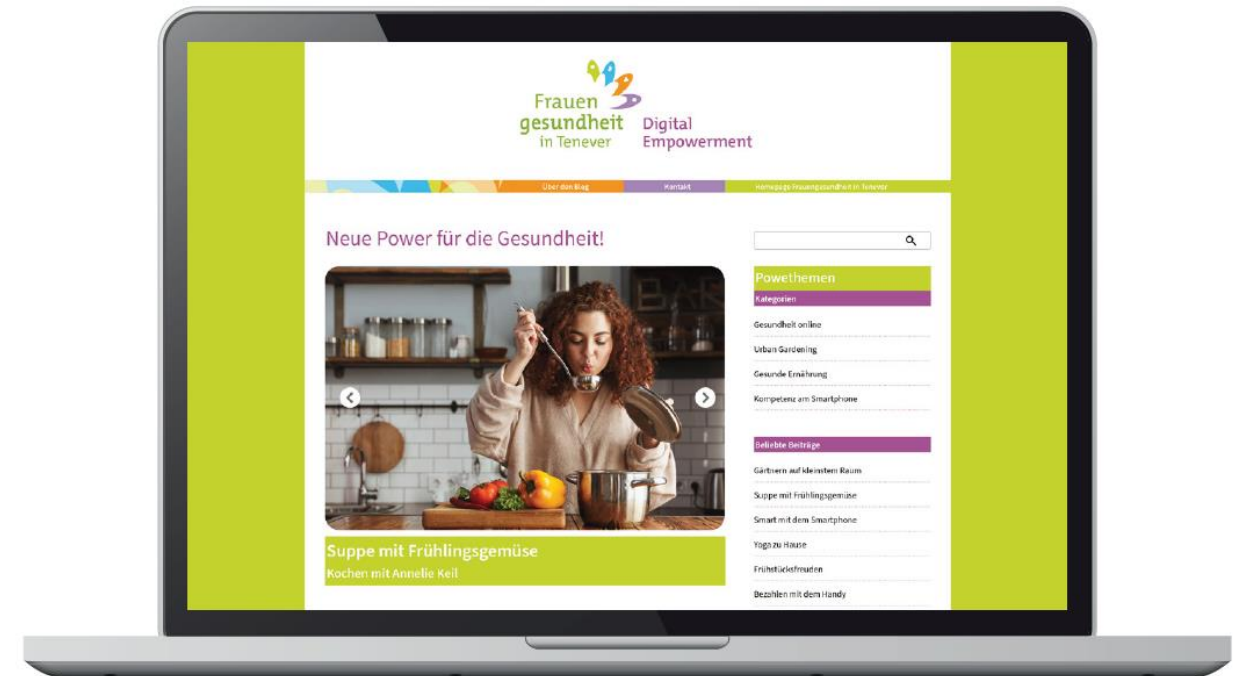 Frauen
gesundheit
in Tenever
Digital
Empowerment
Über den Blog
Kontakt
Homepage Frauengesundheit in Tenever
Neue Power für die Gesundheit!
BAR
Suppe mit Frühlingsgemüse
Kochen mit Annelie Keil
Powethemen
Kategorien
Gesundheit online
Urban Gardening
Gesunde Ernährung
Kompetenz am Smartphone
Beliebte Beiträge
Gärtnern auf kleinstem Raum
Suppe mit Frühlingsgemüse
Smart mit dem Smartphone
Yoga zu Hause
Frühstücksfreuden
Bezahlen mit dem Handy